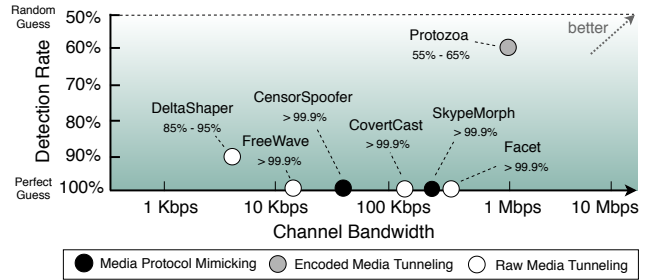 Random
Guess
50%
60%
70%
80%
90%
Perfect
Guess
100%
Detection Rate
better
Protozoa
55% - 65%
DeltaShaper
85% - 95%
CensorSpoofer
> 99.9%
FreeWave
> 99.9%
CovertCast
> 99.9%
SkypeMorph
> 99.9%
Facet
> 99.9%
1 Kbps
10 Kbps
100 Kbps
1 Mbps
10 Mbps
Channel Bandwidth
Media Protocol Mimicking
Encoded Media Tunneling
Raw Media Tunneling